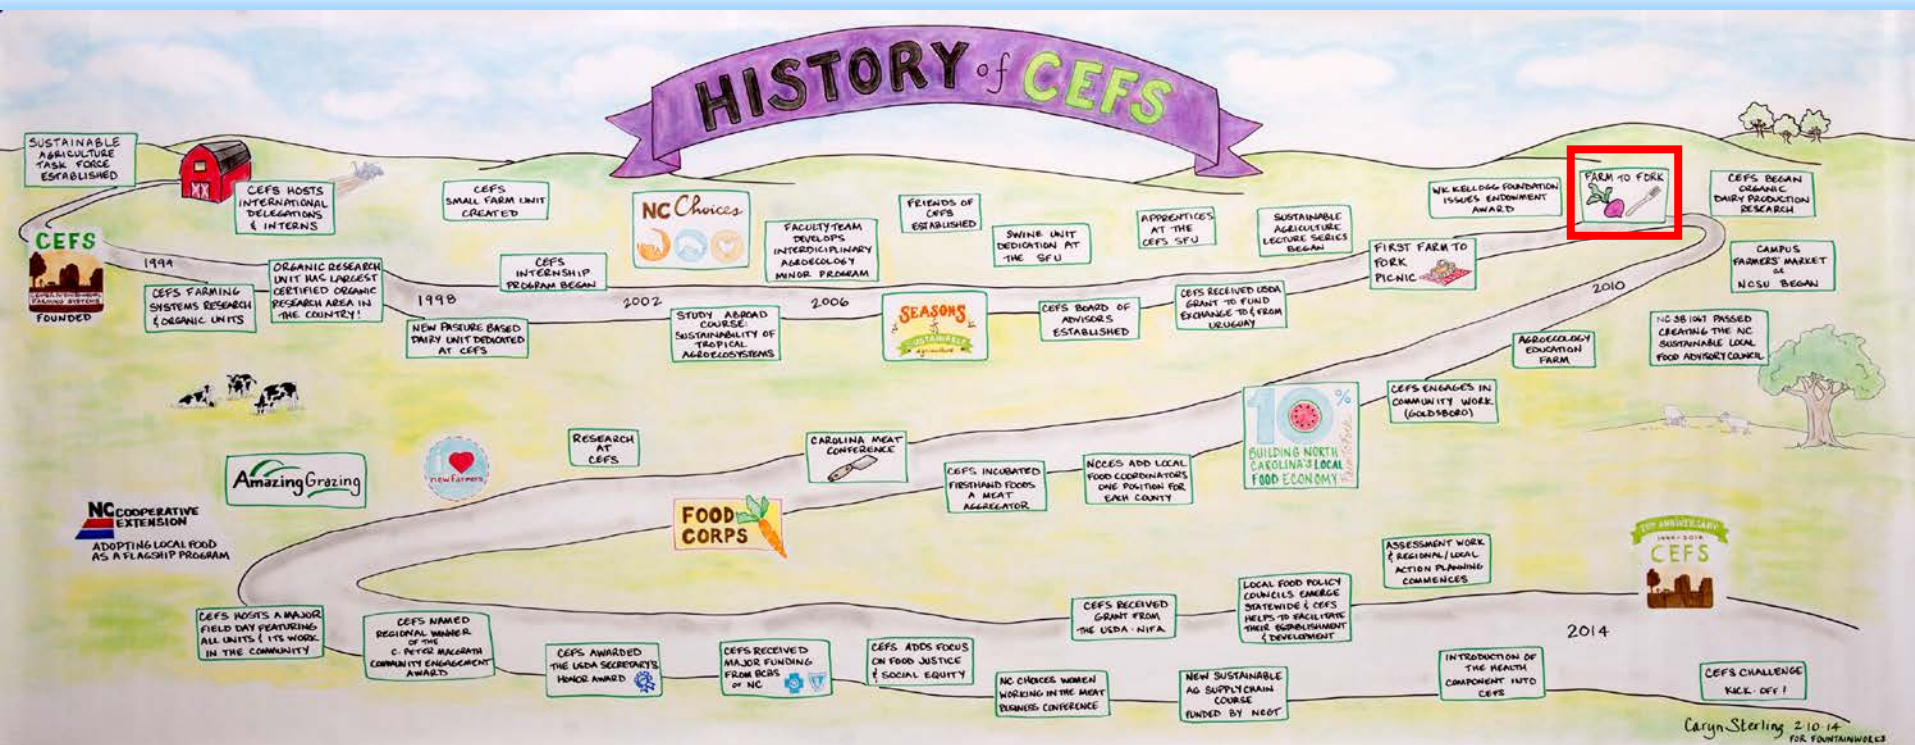 HISTORY of CEFS
SUSTAINABLE
AGRICULTURE
TASK FORCE
ESTABLISHED
CEFS
FOUNDED
1994
CEFS HOSTS
INTERNATIONAL
DELEGATIONS
& INTERNS
CEFS FARMING
SYSTEMS RESEARCH
& ORGANIC UNITS
ORGANIC RESEARCH
UNIT HAS LARGEST
CERTIFIED ORGANIC
RESEARCH AREA IN
THE COUNTRY!
1998
NEW PASTURE BASED
DAIRY UNIT DEDICATED
AT CEFS
CEFS
SMALL FARM UNIT
CREATED
CEFS
INTERNSHIP
PROGRAM BEGAN
NC Choices
2002
STUDY ABROAD
COURSE:
SUSTAINABILITY OF
TROPICAL
AGROECOSYSTEMS
FACULTY TEAM
DEVELOPS
INTERDICIPLINARY
AGROECOLOGY
MINOR PROGRAM
2006
FRIENDS OF
CEFS
ESTABLISHED
SEASONS
of
SUSTAINABLE
Agriculture
SWINE UNIT
DEDICATION AT
THE SFU
CEFS BOARD OF
ADVISORS
ESTABLISHED
APPRENTICES
AT THE
CEFS SFU
CEFS RECEIVED USDA
GRANT TO FUND
EXCHANGE TO & FROM
URUGUAY
SUSTAINABLE
AGRICULTURE
LECTURE SERIES
BEGAN
FIRST FARM TO
FORK
PICNIC
WK KELLOGG FOUNDATION
ISSUES ENDOWMENT
AWARD
FARM TO FORK
CEFS BEGAN
ORGANIC
DAIRY PRODUCTION
RESEARCH
CAMPUS
FARMERS' MARKET
at
NCSU BEGAN
2010
NC SB 1067 PASSED
CREATING THE NC
SUSTAINABLE LOCAL
FOOD ADVISORY COUNCIL
AGROECOLOGY
EDUCATION
FARM
CEFS ENGAGES IN
COMMUNITY WORK
(GOLDSBORO)
10%
BUILDING NORTH
CAROLINA'S LOCAL
FOOD ECONOMY
NCCES ADD LOCAL
FOOD COORDINATORS
ONE POSITION FOR
EACH COUNTY
CEFS INCUBATED
FIRSTHAND FOODS
A MEAT
AGGREGATOR
CAROLINA MEAT
CONFERENCE
FOOD
CORPS
RESEARCH
AT
CEFS
new farmers
AmazingGrazing
NC COOPERATIVE
EXTENSION
ADOPTING LOCAL FOOD
AS A FLAGSHIP PROGRAM
CEFS HOSTS A MAJOR
FIELD DAY FEATURING
ALL UNITS & ITS WORK
IN THE COMMUNITY
CEFS NAMED
REGIONAL WINNER
OF THE
C. PETER MAGRATH
COMMUNITY ENGAGEMENT
AWARD
CEFS AWARDED
THE USDA SECRETARY'S
HONOR AWARD
CEFS RECEIVED
MAJOR FUNDING
FROM BCBS
OF NC
CEFS ADDS FOCUS
ON FOOD JUSTICE
& SOCIAL EQUITY
NC CHOICES WOMEN
WORKING IN THE MEAT
BUSINESS CONFERENCE
CEFS RECEIVED
GRANT FROM
THE USDA-NIFA
NEW SUSTAINABLE
AG SUPPLY CHAIN
COURSE
FUNDED BY NCGT
LOCAL FOOD POLICY
COUNCILS EMERGE
STATEWIDE & CEFS
HELPS TO FACILITATE
THEIR ESTABLISHMENT
& DEVELOPMENT
ASSESSMENT WORK
& REGIONAL/LOCAL
ACTION PLANNING
COMMENCES
INTRODUCTION OF
THE HEALTH
COMPONENT INTO
CEFS
20TH ANNIVERSARY
1994-2014
CEFS
2014
CEFS CHALLENGE
KICK-OFF!
Caryn Sterling 2.10.14
FOR FOUNTAINWORKS